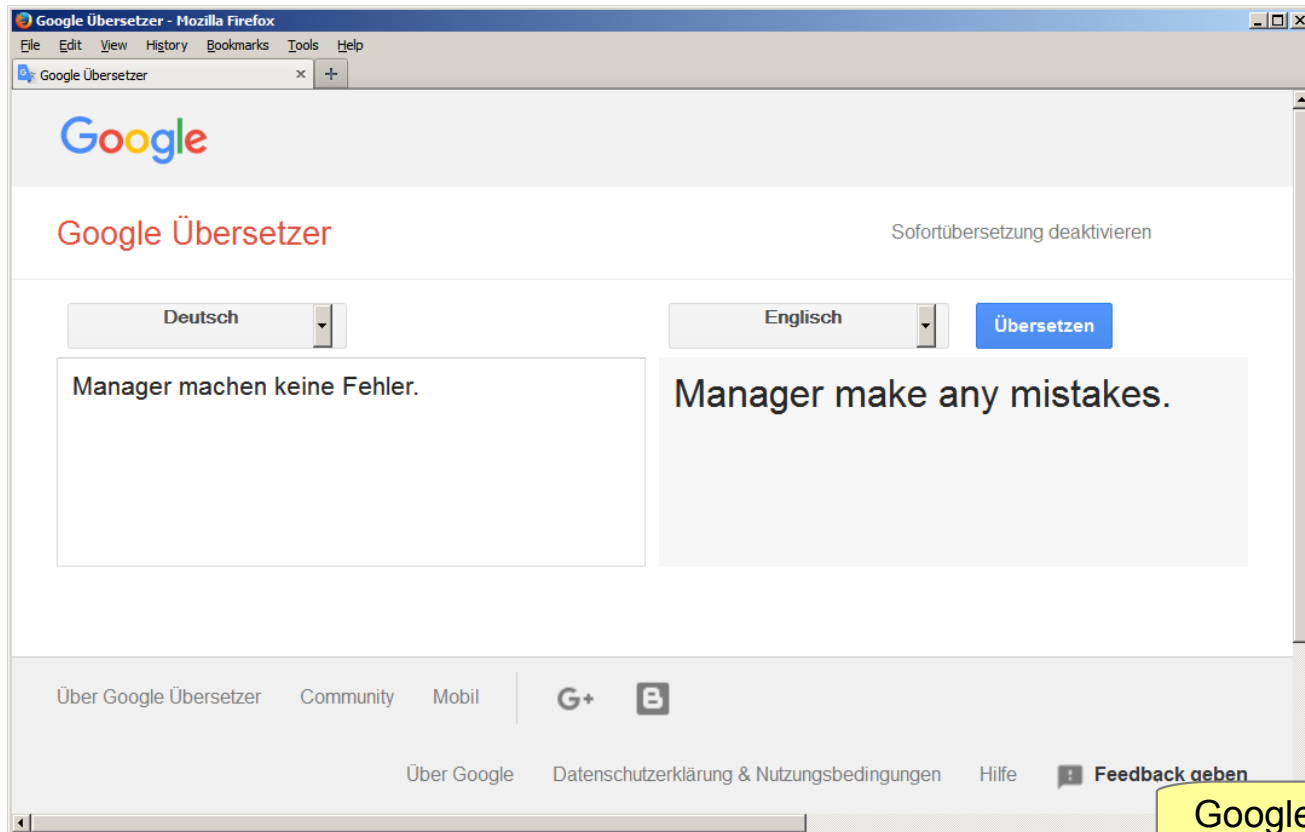 Google Übersetzer - Mozilla Firefox
File Edit View History Bookmarks Tools Help
Google Übersetzer
Google
Google Übersetzer
Sofortübersetzung deaktivieren
Deutsch
Englisch
Übersetzen
Manager machen keine Fehler.
Manager make any mistakes.
Über Google Übersetzer Community Mobil G+
Über Google Datenschutzerklärung & Nutzungsbedingungen Hilfe Feedback geben
Google